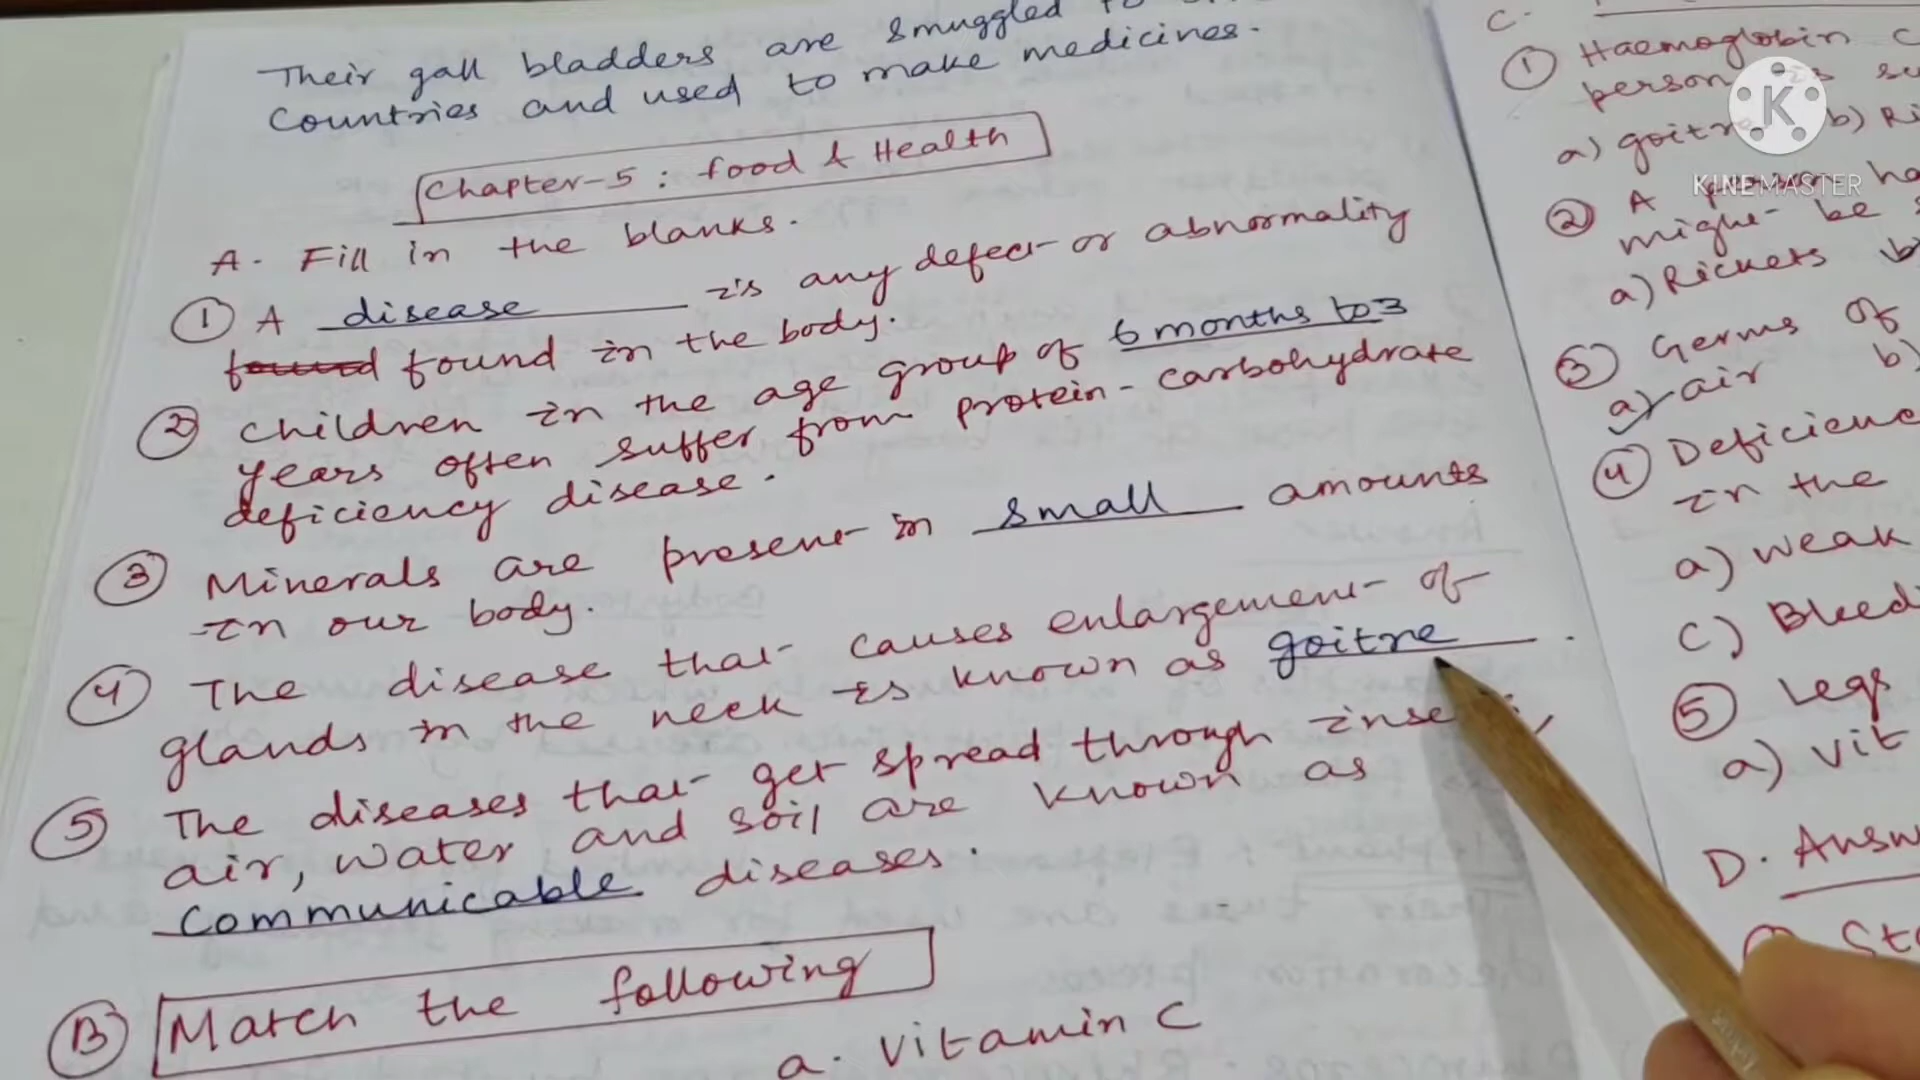 Their gall bladders are smuggled to
Countries and used to make medicines.
Chapter-5 : Food & Health
A. Fill in the blanks.
① A disease is any defect or abnormality
found found in the body.
② Children in the age group of 6 months to 3
years often suffer from protein-carbohydrate
deficiency disease.
③ Minerals are present in small amounts
in our body.
④ The disease that causes enlargement of
glands in the neck is known as goitre.
⑤ The diseases that get spread through
air, water and soil are known as
Communicable diseases.
Ⓑ Match the following
a. Vitamin C
C.
① Haemoglobin
person is
a) goitre b)
② A person
might be
a) Rickets b)
③ Germs of
a) air b)
④
in the
a) weak
c)
⑤ Legs
a) vit
D.
KINEMASTER